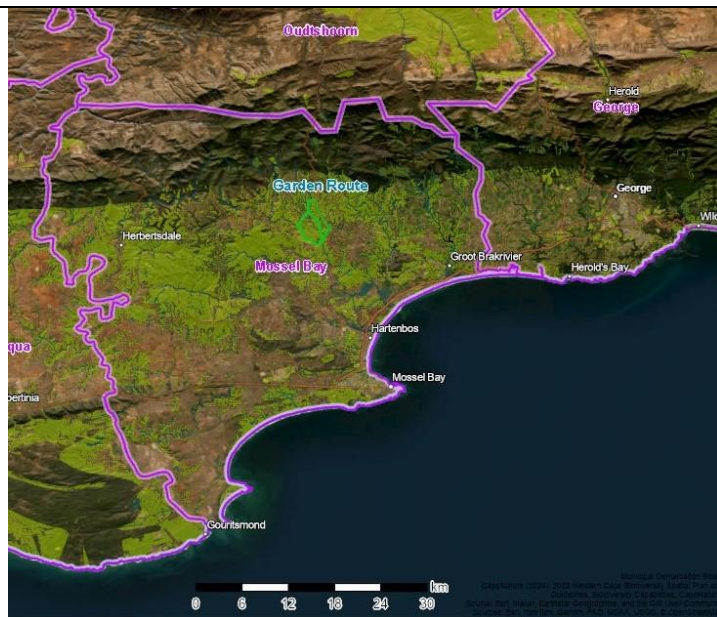 Oudtshoorn
Herold
George
Garden Route
George
Herbertsdale
Mossel Bay
Groot Brakrivier
Herold's Bay
Hartenbos
qua
Mossel Bay
pertinia
Gouritsmond
km
0 6 12 18 24 30